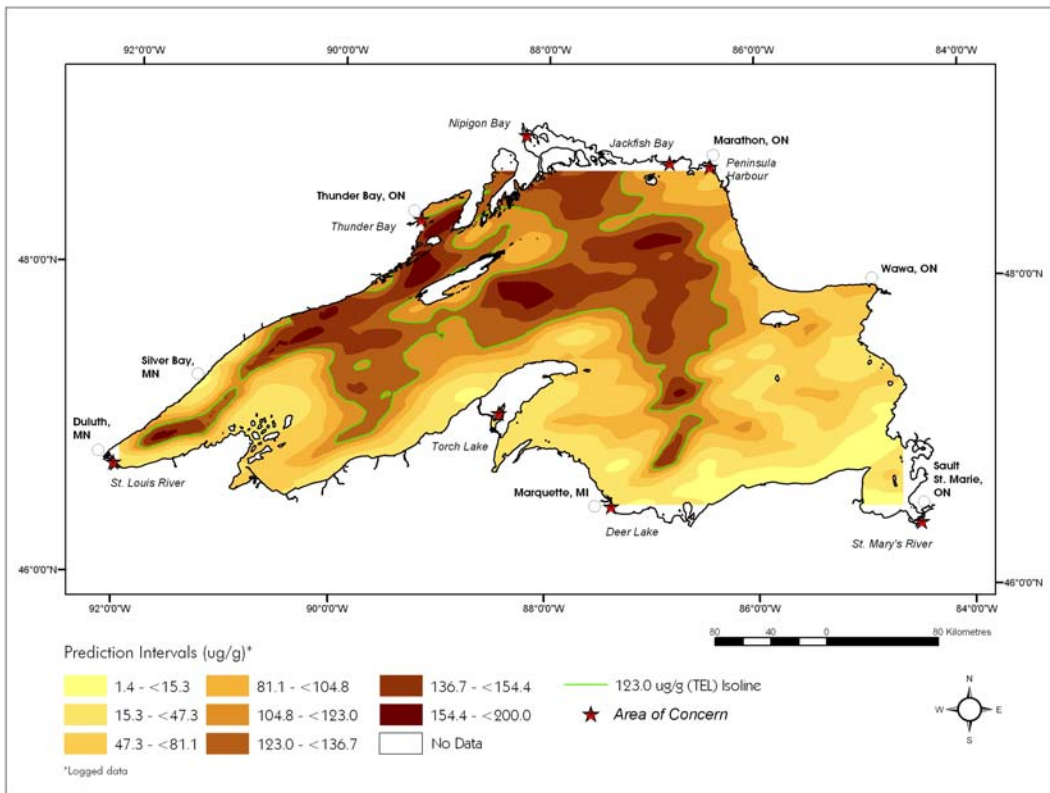 92°0'0"W 90°0'0"W 88°0'0"W 86°0'0"W 84°0'0"W
Nipigon Bay
Jackfish Bay
Marathon, ON
Peninsula
Harbour
Thunder Bay, ON
Thunder Bay
48°0'0"N
48°0'0"N
Wawa, ON
Silver Bay,
MN
Duluth,
MN
St. Louis River
Torch Lake
Marquette, MI
Deer Lake
Sault
St. Marie,
ON
St. Mary's River
46°0'0"N
46°0'0"N
92°0'0"W 90°0'0"W 88°0'0"W 86°0'0"W 84°0'0"W
80 40 0 80 Kilometres
Prediction Intervals (ug/g)*
1.4 - <15.3
15.3 - <47.3
47.3 - <81.1
81.1 - <104.8
104.8 - <123.0
123.0 - <136.7
136.7 - <154.4
154.4 - <200.0
No Data
123.0 ug/g (TEL) Isoline
Area of Concern
*Logged data
N
W E
S